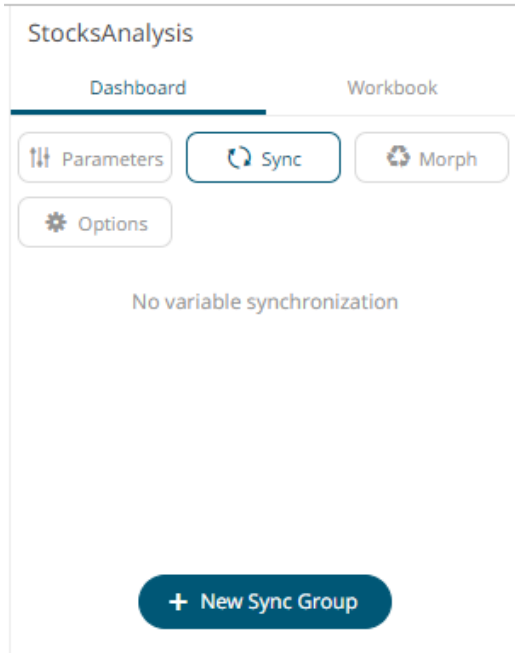 StocksAnalysis
Dashboard Workbook
Parameters Sync Morph
Options
No variable synchronization
+ New Sync Group